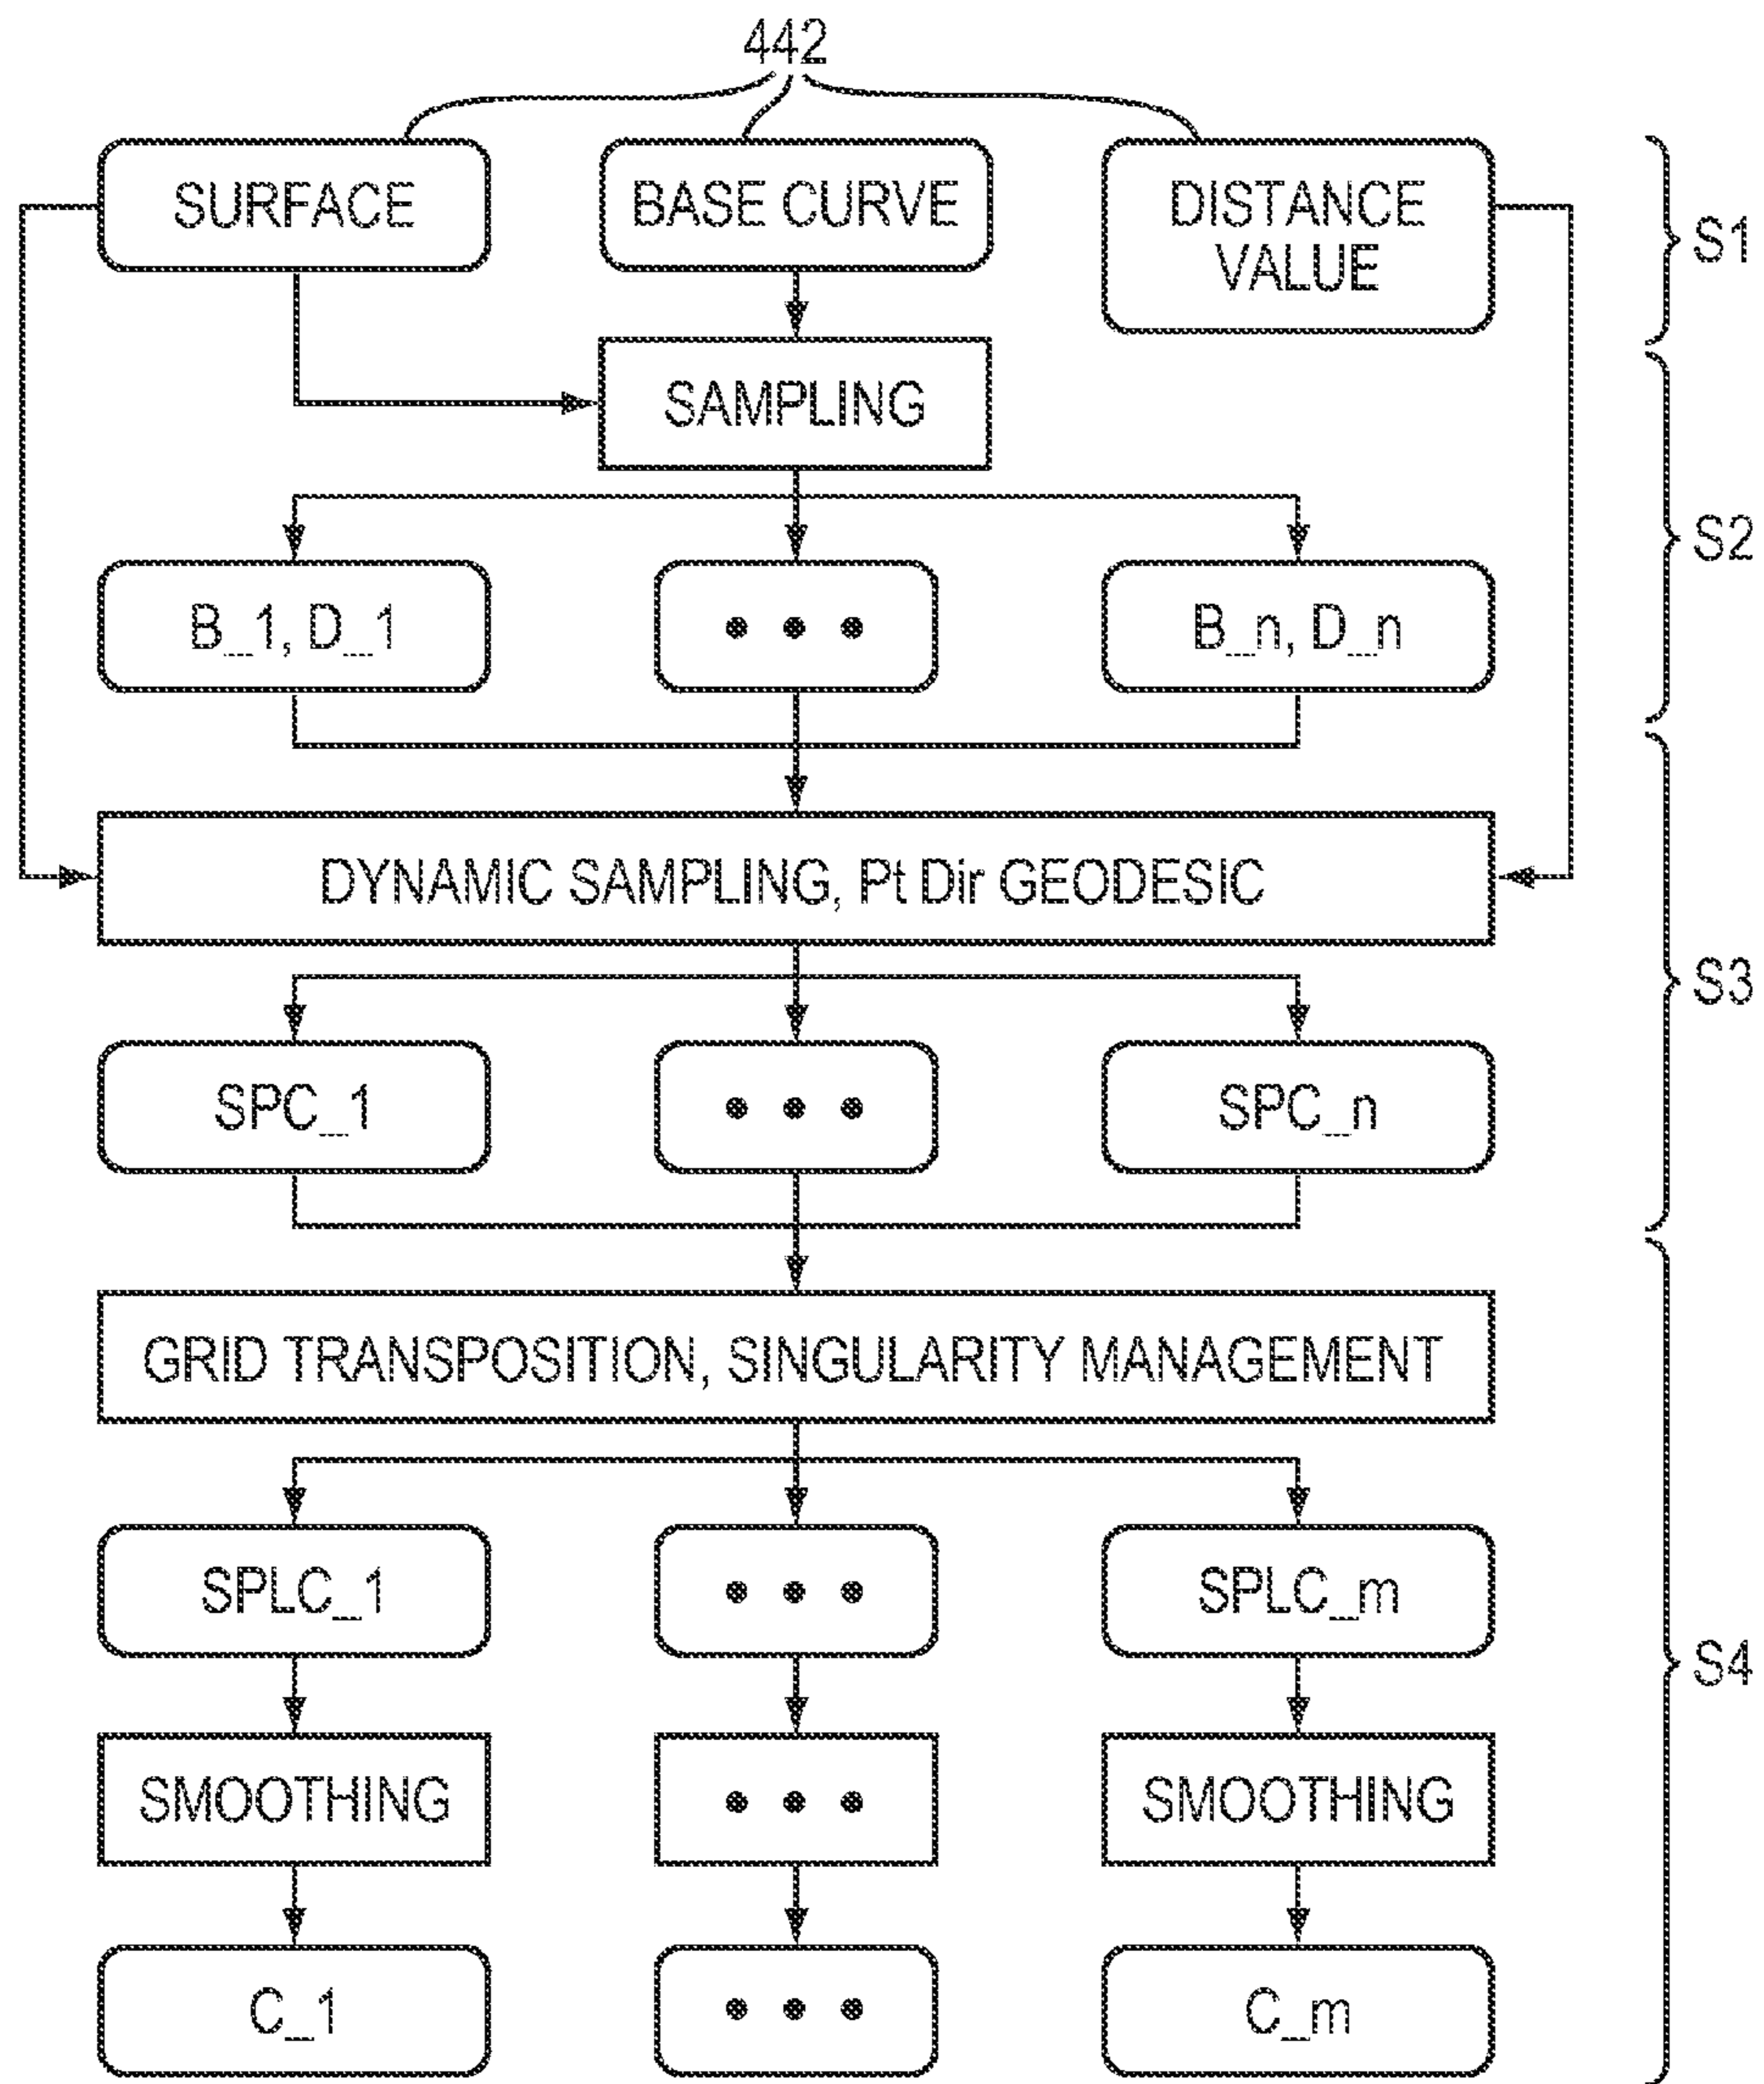 442
SURFACE
BASE CURVE
DISTANCE
VALUE
S1
SAMPLING
S2
B_1, D_1
B_n, D_n
DYNAMIC SAMPLING, Pt Dir GEODESIC
S3
SPC_1
SPC_n
GRID TRANSPOSITION, SINGULARITY MANAGEMENT
SPLC_1
SPLC_m
S4
SMOOTHING
SMOOTHING
C_1
C_m